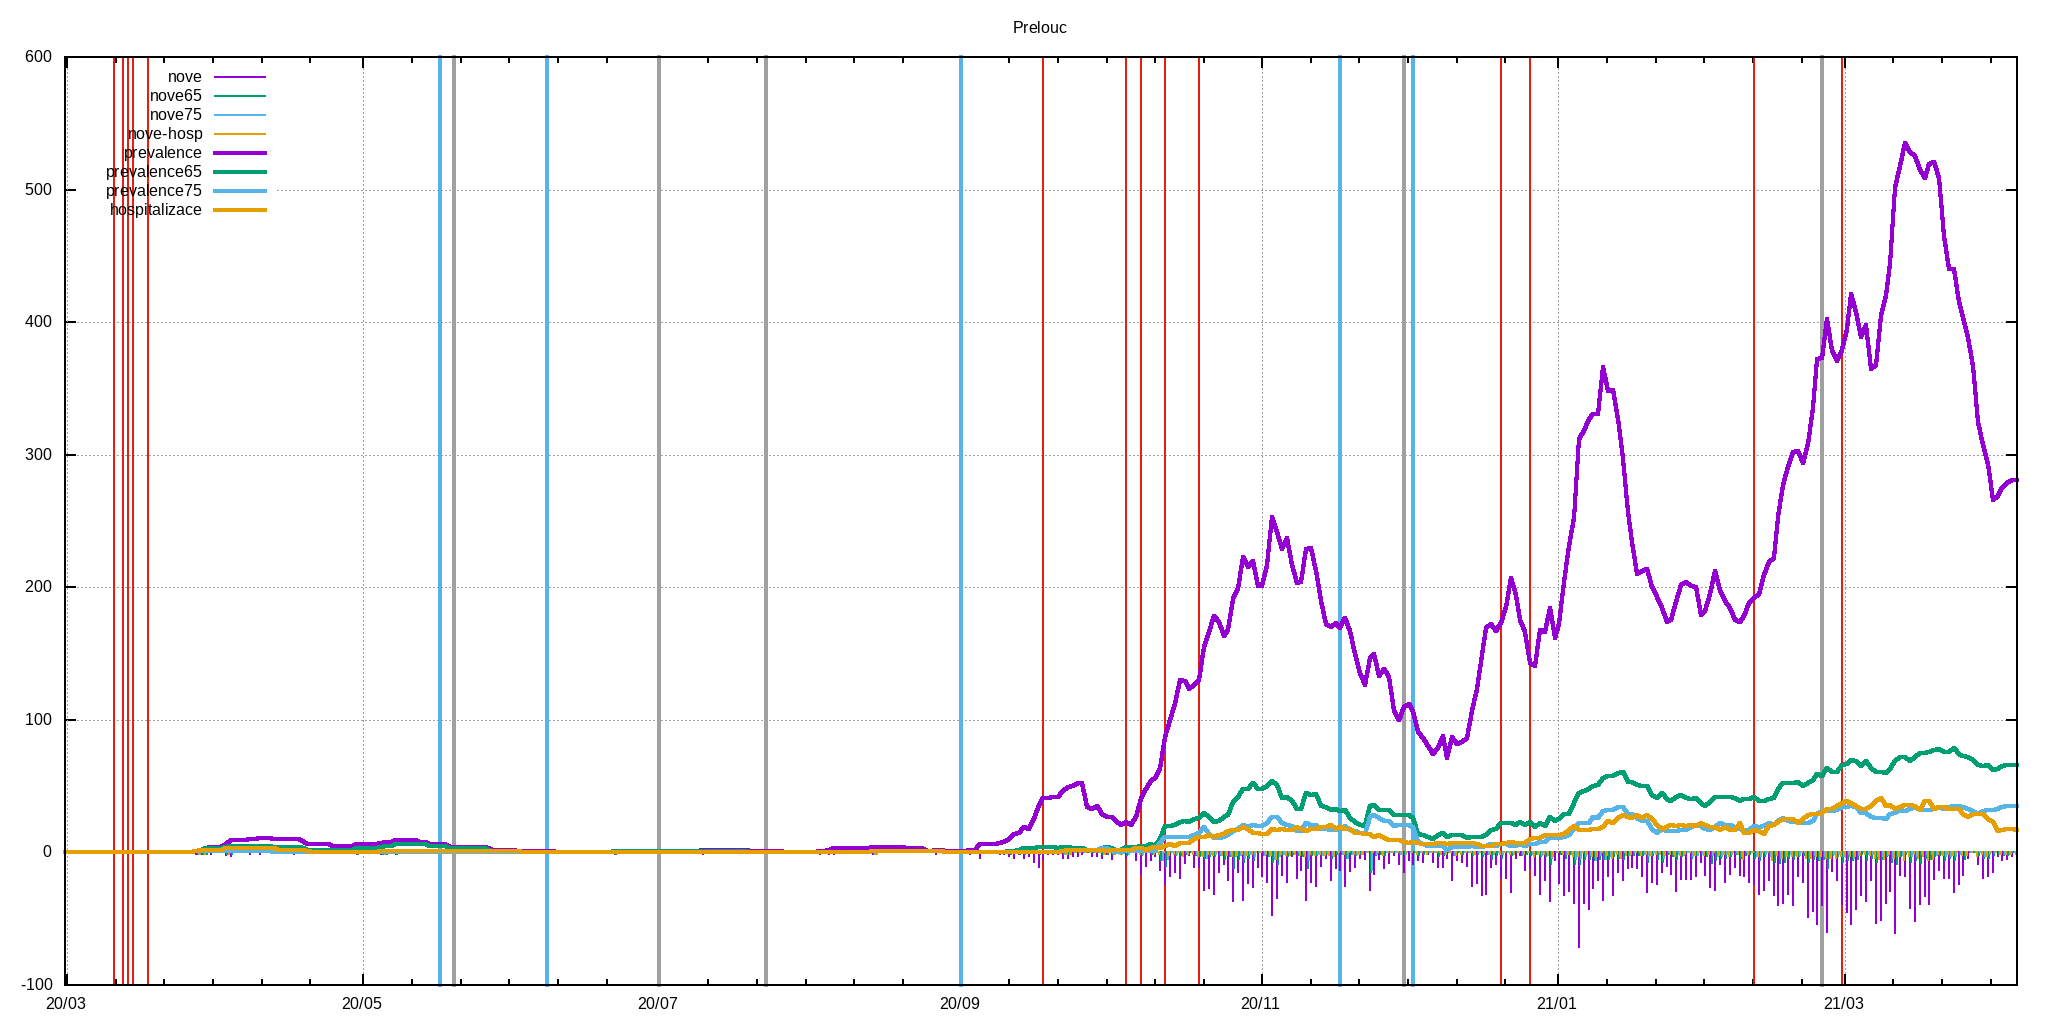 Prelouc
600
500
400
300
200
100
0
-100
nove
nove65
nove75
nove-hosp
prevalence
prevalence65
prevalence75
hospitalizace
20/03 20/05 20/07 20/09 20/11 21/01 21/03